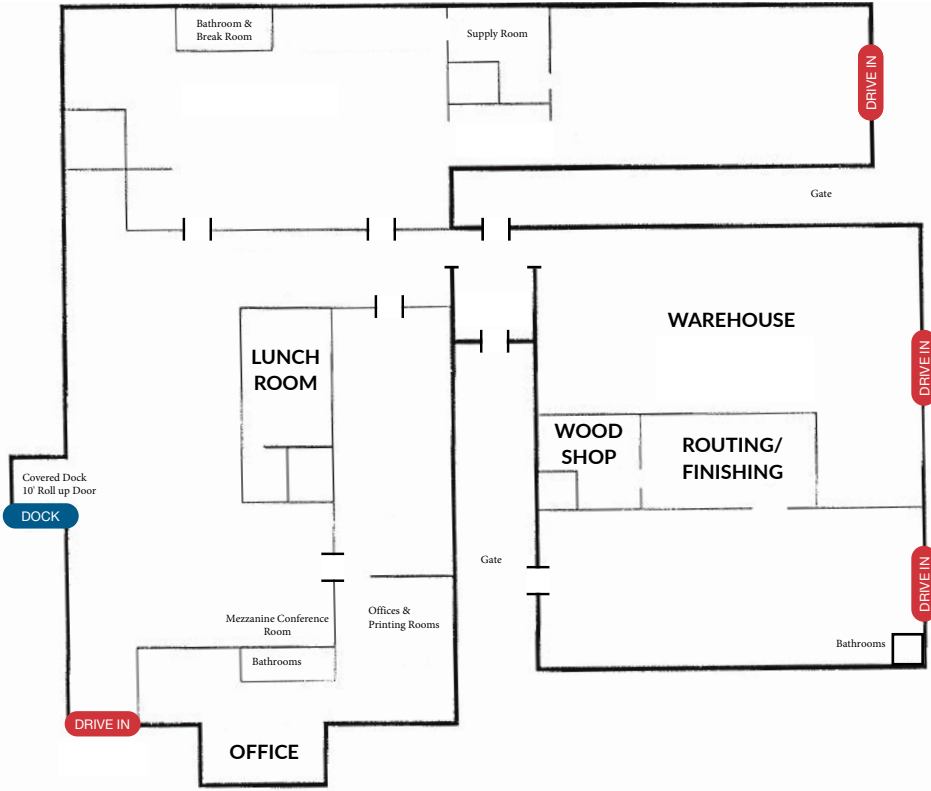 Bathroom &
Break Room
Supply Room
DRIVE IN
Gate
WAREHOUSE
LUNCH
ROOM
DRIVE IN
WOOD
SHOP
ROUTING/
FINISHING
Covered Dock
10' Roll up Door
DOCK
Gate
DRIVE IN
Offices &
Printing Rooms
Mezzanine Conference
Room
Bathrooms
Bathrooms
DRIVE IN
OFFICE